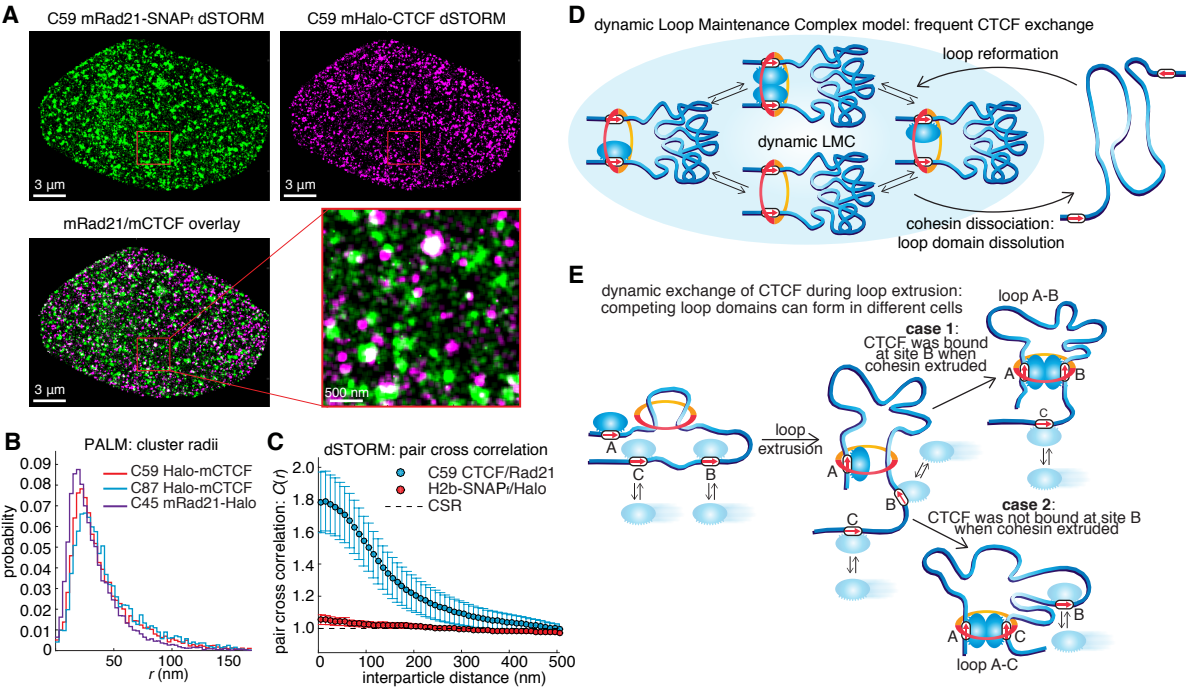 A
C59 mRad21-SNAPf dSTORM
C59 mHalo-CTCF dSTORM
3 µm
3 µm
mRad21/mCTCF overlay
3 µm
500 nm
B
PALM: cluster radii
C59 Halo-mCTCF
C87 Halo-mCTCF
C45 mRad21-Halo
probability
0.09
0.08
0.07
0.06
0.05
0.04
0.03
0.02
0.01
0
50
100
150
r (nm)
C
dSTORM: pair cross correlation
C59 CTCF/Rad21
H2b-SNAPf/Halo
CSR
pair cross correlation: C(r)
2.0
1.8
1.6
1.4
1.2
1.0
0
100
200
300
400
500
interparticle distance (nm)
D
dynamic Loop Maintenance Complex model: frequent CTCF exchange
loop reformation
dynamic LMC
cohesin dissociation:
loop domain dissolution
E
dynamic exchange of CTCF during loop extrusion:
competing loop domains can form in different cells
loop A-B
case 1:
CTCF was bound
at site B when
cohesin extruded
A
B
C
A
C
B
loop
extrusion
A
B
C
case 2:
CTCF was not bound at site B
when cohesin extruded
A
C
B
loop A-C